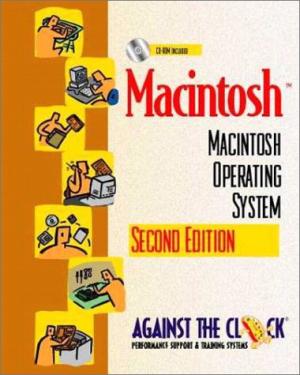 CD-ROM INCLUDED
Macintosh™
MACINTOSH
OPERATING
SYSTEM
SECOND EDITION
AGAINST THE CLOCK®
PERFORMANCE SUPPORT & TRAINING SYSTEMS